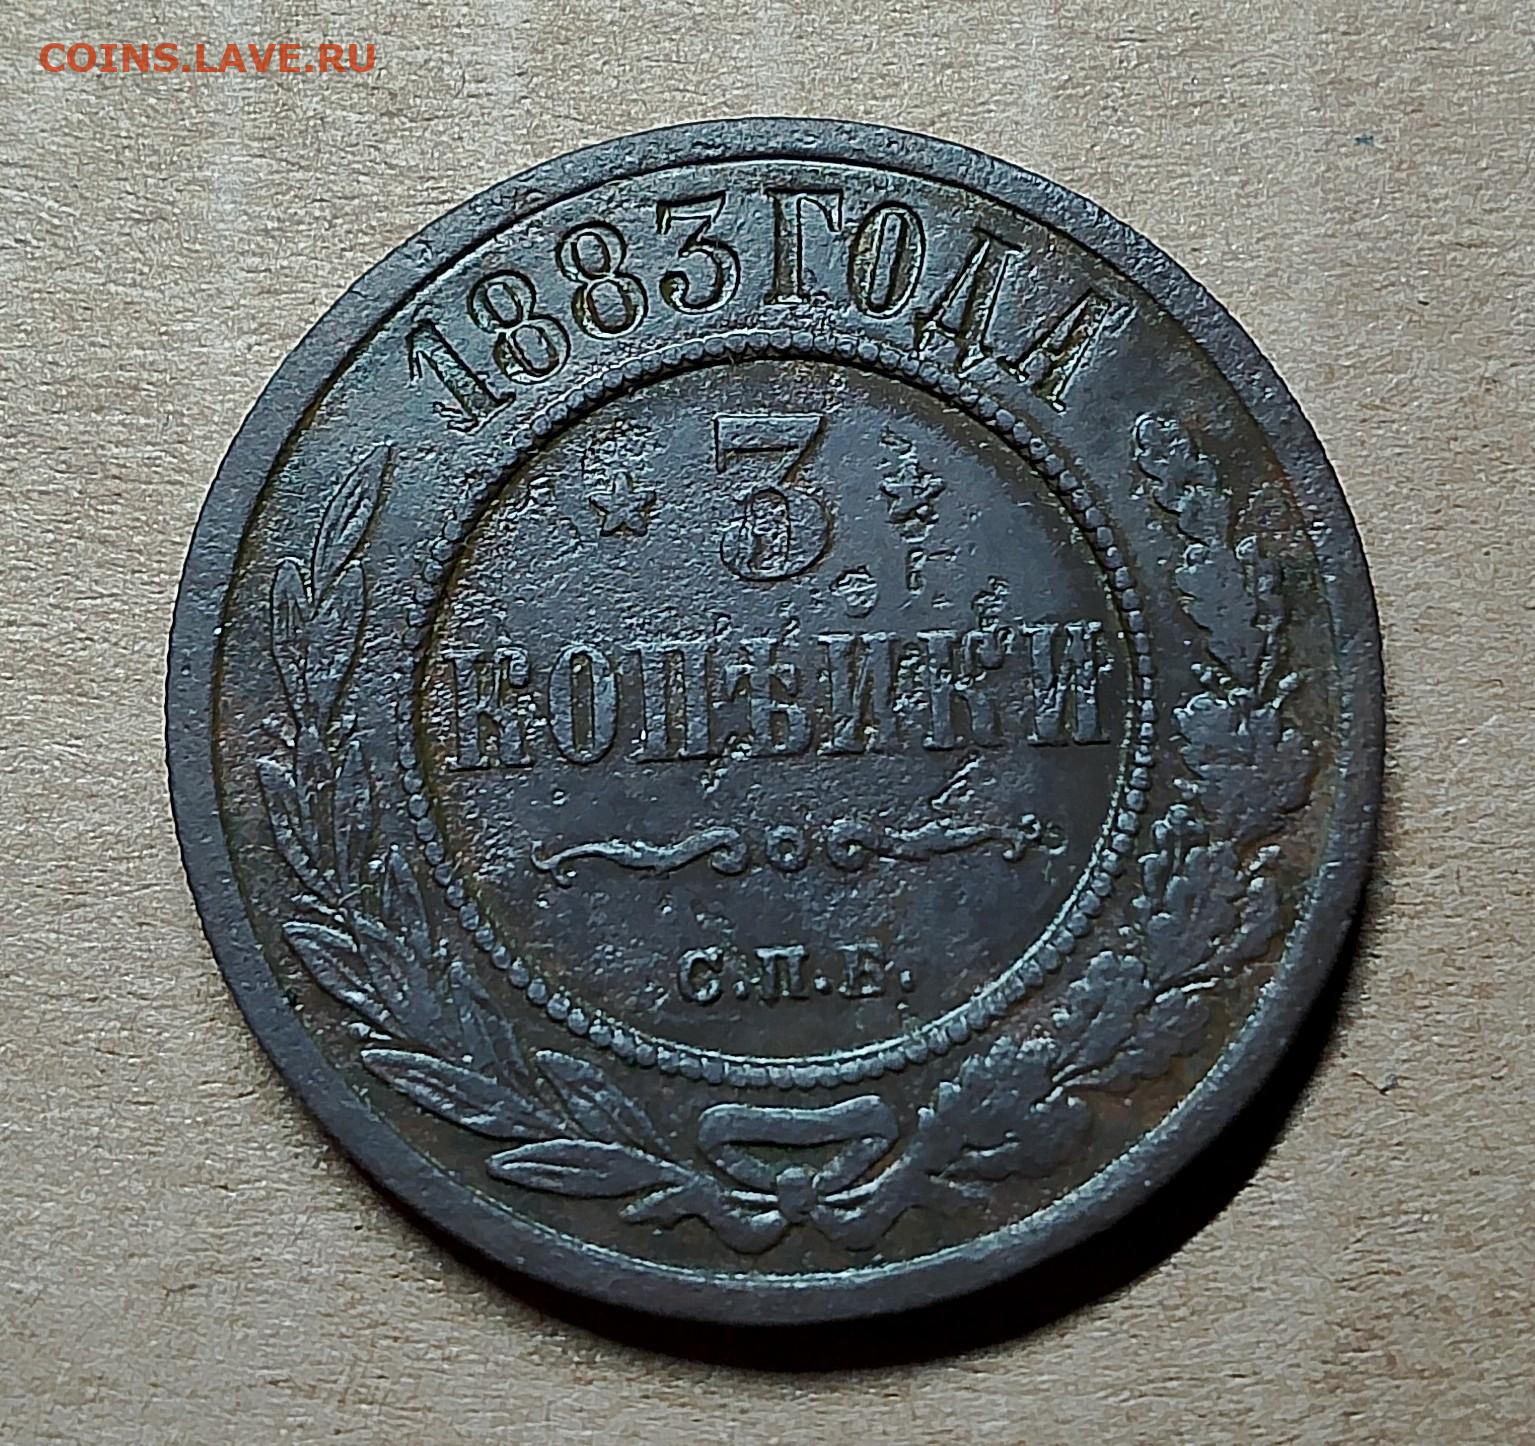 COINS.LAVE.RU
1883 ГОДА
3
КОПѢЙКИ
С.П.Б.